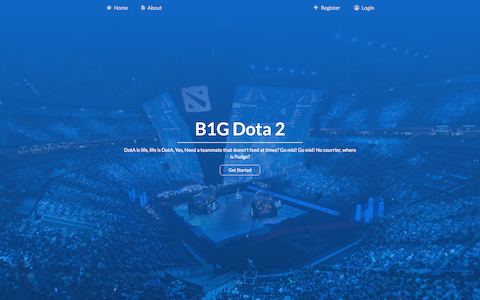 Home
About
Register
Login
B1G Dota 2
DotA is life, life is DotA, Yes, Need a teammate that doesn't feed at times? Go mid! Go mid! No courrier, where
is Pudge?
Get Started